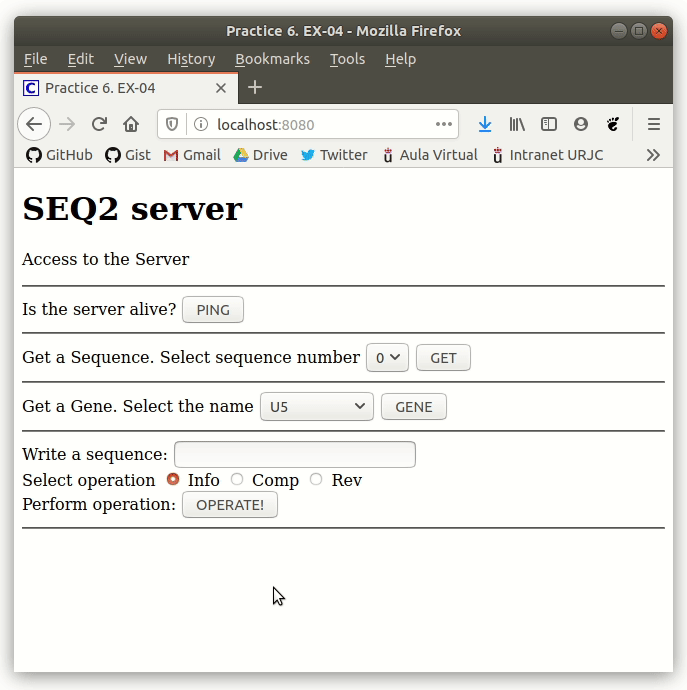 Practice 6. EX-04 - Mozilla Firefox
File Edit View History Bookmarks Tools Help
Practice 6. EX-04
localhost:8080
GitHub Gist Gmail Drive Twitter Aula Virtual Intranet URJC
SEQ2 server
Access to the Server
Is the server alive? PING
Get a Sequence. Select sequence number 0 GET
Get a Gene. Select the name U5 GENE
Write a sequence:
Select operation Info Comp Rev
Perform operation: OPERATE!